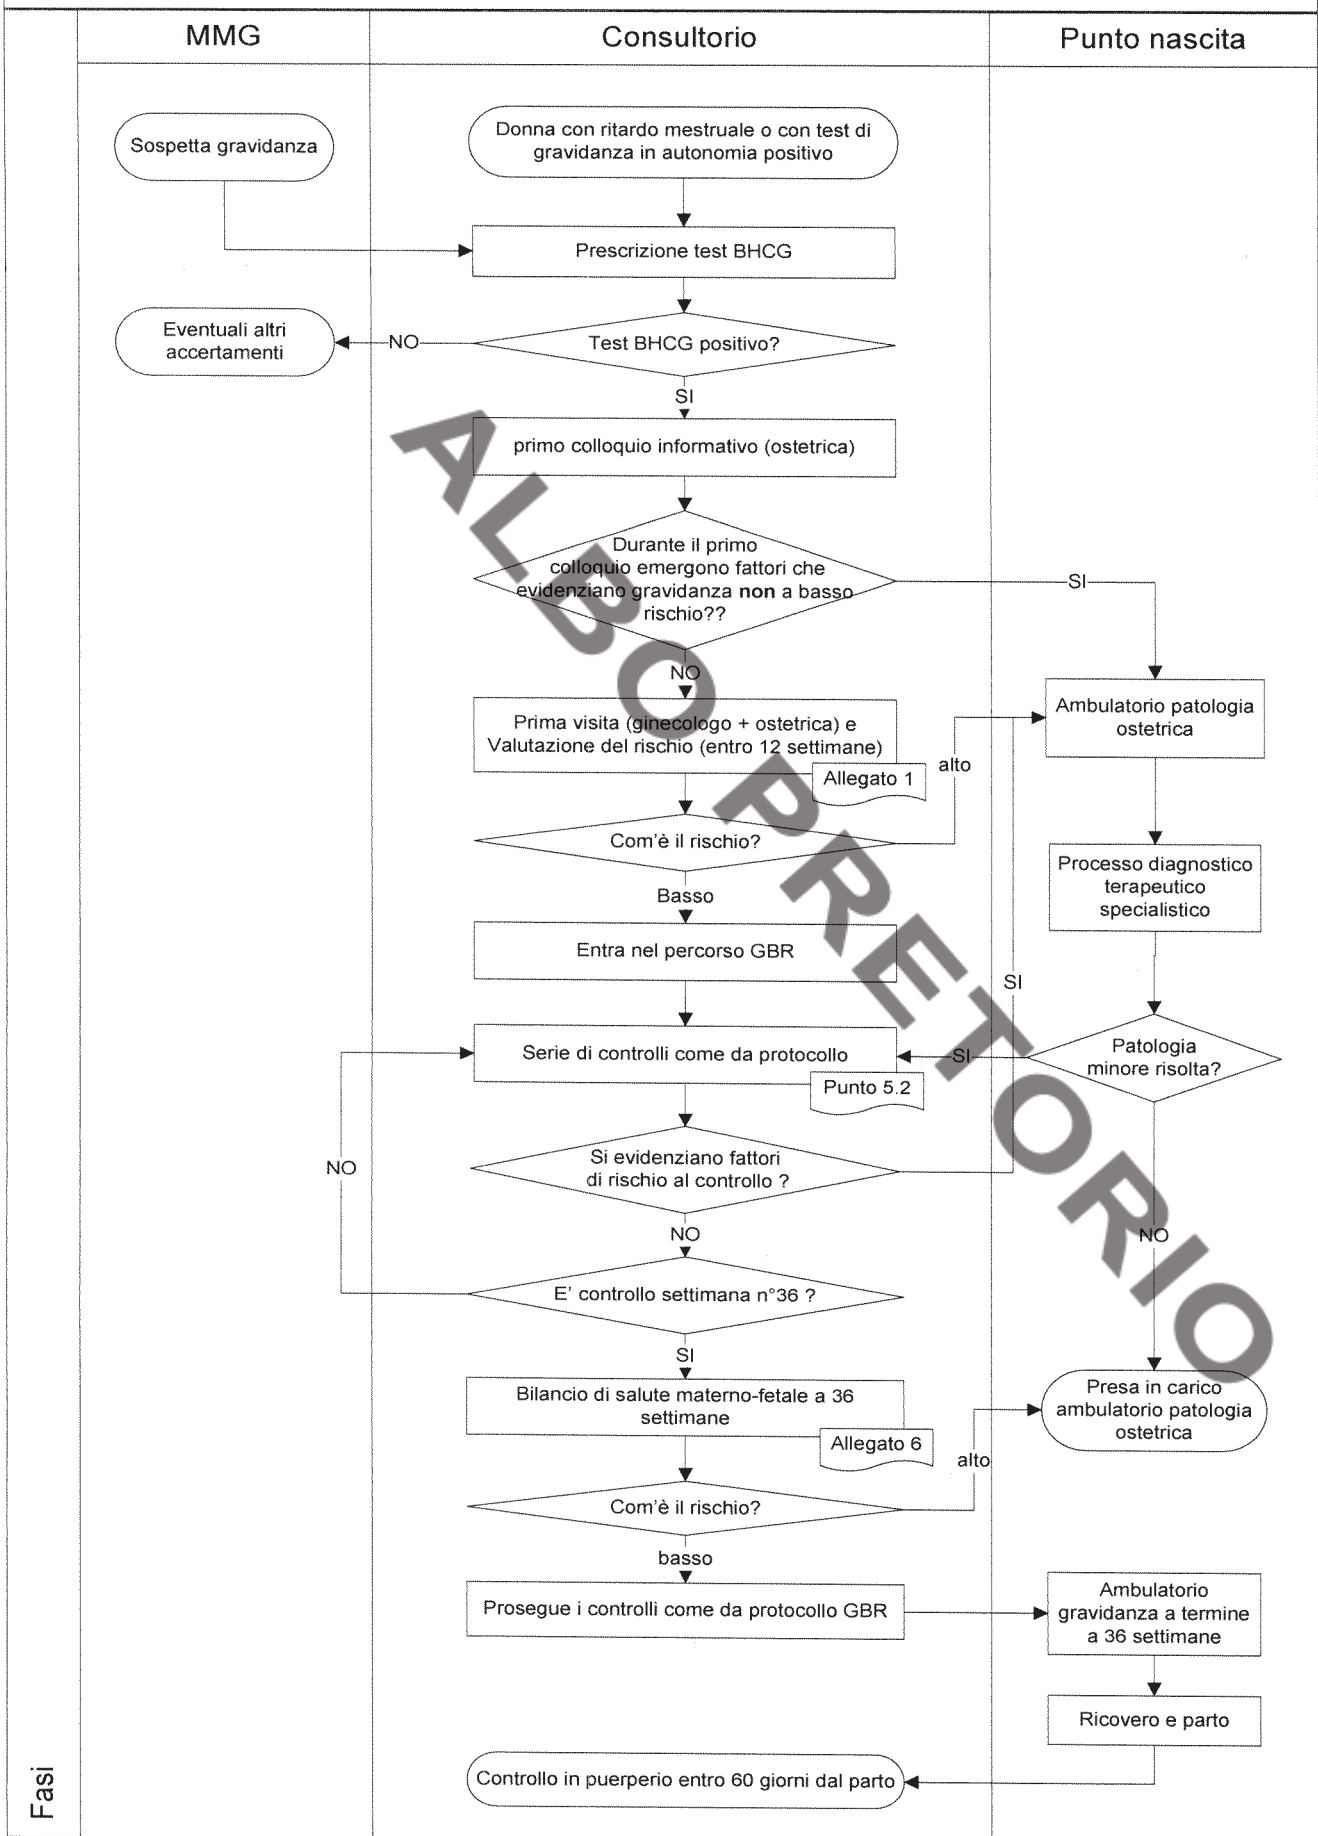 MMG
Consultorio
Punto nascita
Sospetta gravidanza
Donna con ritardo mestruale o con test di
gravidanza in autonomia positivo
Prescrizione test BHCG
Eventuali altri
accertamenti
NO
Test BHCG positivo?
SI
primo colloquio informativo (ostetrica)
Durante il primo
colloquio emergono fattori che
evidenziano gravidanza non a basso
rischio??
SI
NO
Prima visita (ginecologo + ostetrica) e
Valutazione del rischio (entro 12 settimane)
Allegato 1
alto
Ambulatorio patologia
ostetrica
Com'è il rischio?
Basso
Processo diagnostico
terapeutico
specialistico
Entra nel percorso GBR
SI
Serie di controlli come da protocollo
Punto 5.2
SI
Patologia
minore risolta?
Si evidenziano fattori
di rischio al controllo ?
NO
NO
NO
E' controllo settimana n°36 ?
SI
Bilancio di salute materno-fetale a 36
settimane
Allegato 6
alto
Presa in carico
ambulatorio patologia
ostetrica
Com'è il rischio?
basso
Prosegue i controlli come da protocollo GBR
Ambulatorio
gravidanza a termine
a 36 settimane
Ricovero e parto
Controllo in puerperio entro 60 giorni dal parto
Fasi
ALBO PRETORIO